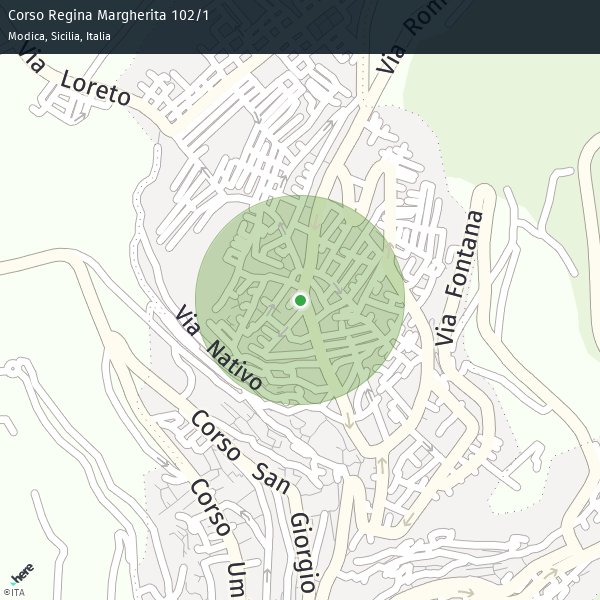 Corso Regina Margherita 102/1
Modica, Sicilia, Italia
Via Rom
Via Loreto
Via Fontana
Via Nativo
Corso San Giorgio
Corso Um
here
©ITA